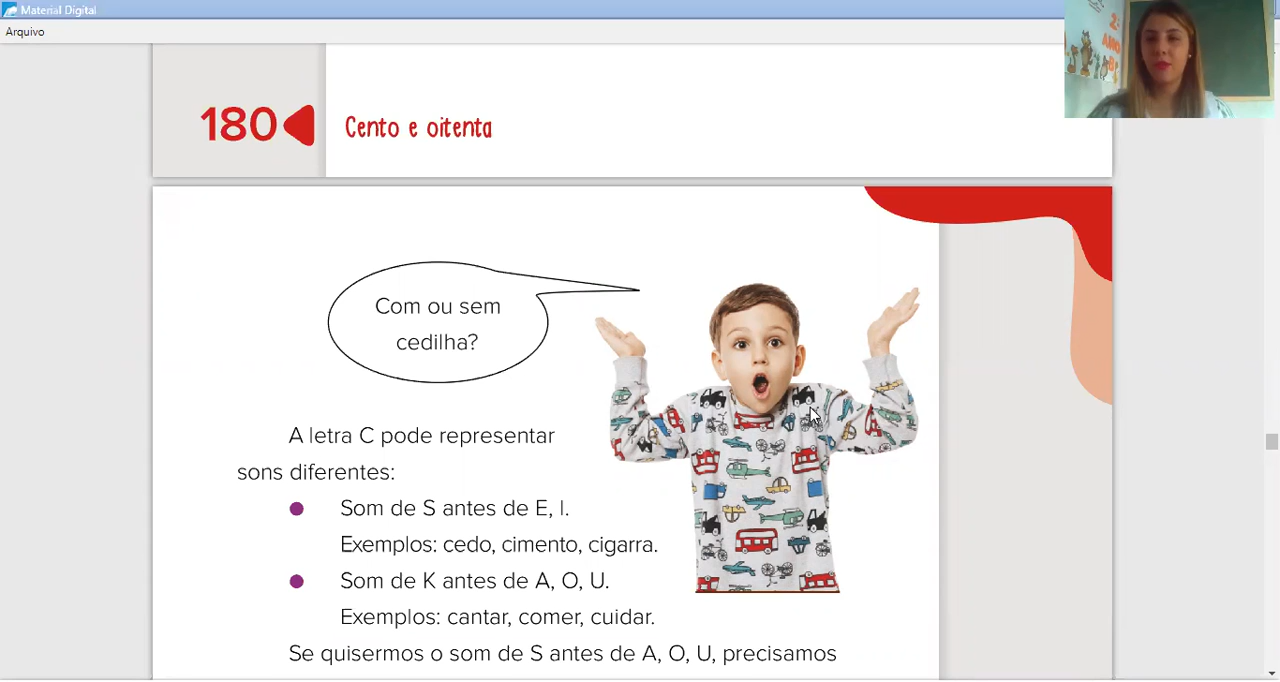 Material Digital
Arquivo
180
Cento e oitenta
Com ou sem
cedilha?
A letra C pode representar
sons diferentes:
Som de S antes de E, I.
Exemplos: cedo, cimento, cigarra.
Som de K antes de A, O, U.
Exemplos: cantar, comer, cuidar.
Se quisermos o som de S antes de A, O, U, precisamos